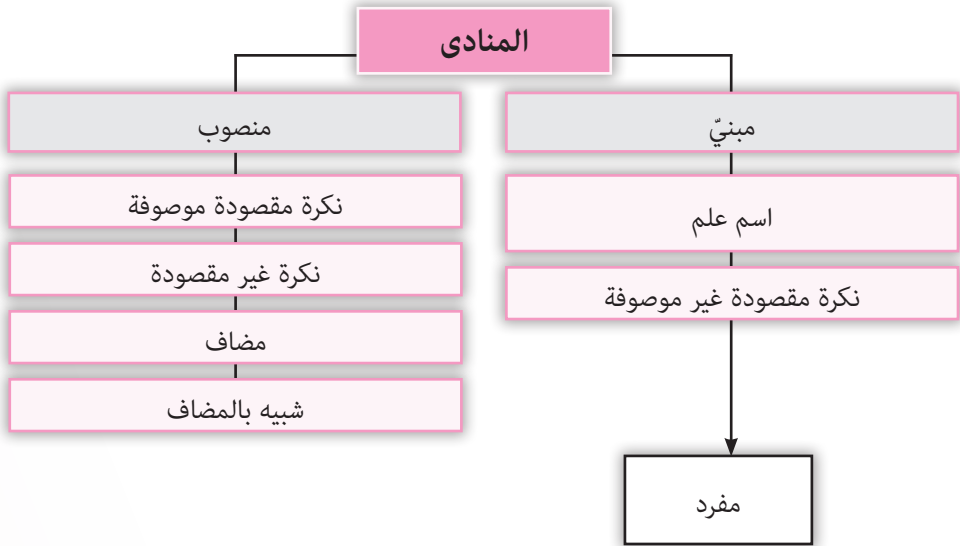 المنادى
مبنيّ
اسم علم
نكرة مقصودة غير موصوفة
مفرد
منصوب
نكرة مقصودة موصوفة
نكرة غير مقصودة
مضاف
شبيه بالمضاف